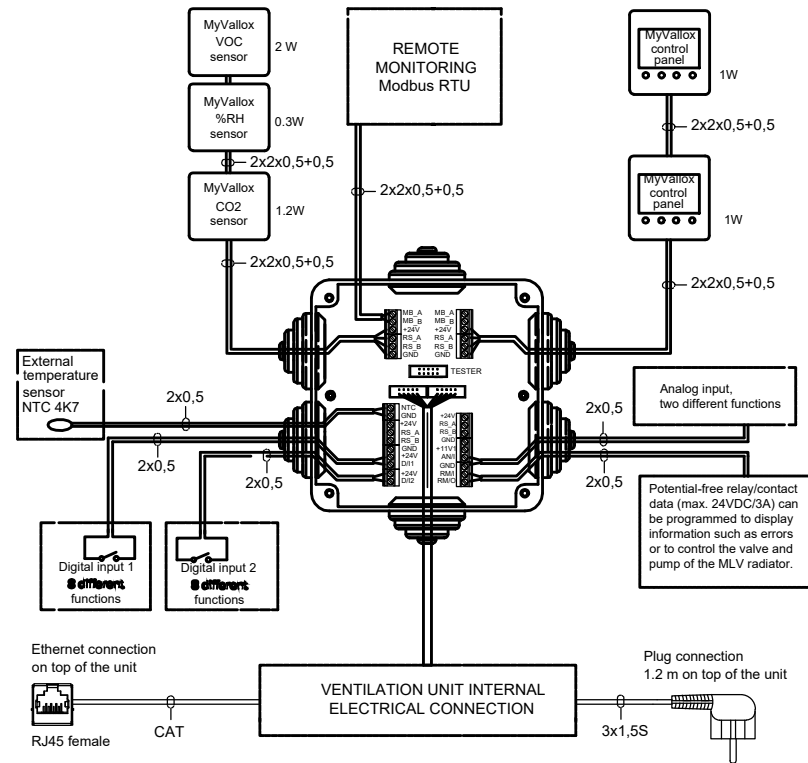 MyVallox
VOC
sensor
2 W
MyVallox
%RH
sensor
0.3W
2x2x0,5+0,5
MyVallox
CO2
sensor
1.2W
2x2x0,5+0,5
REMOTE
MONITORING
Modbus RTU
2x2x0,5+0,5
MyVallox
control
panel
1W
2x2x0,5+0,5
MyVallox
control
panel
1W
2x2x0,5+0,5
MB_A
MB_B
+24V
RS_A
RS_B
GND
MB_A
MB_B
+24V
RS_A
RS_B
GND
TESTER
NTC
GND
+24V
RS_A
RS_B
GND
+24V
D/I1
+24V
D/I2
+24V
RS_A
RS_B
GND
+11V1
AN/I
GND
RM/I
RM/O
External
temperature
sensor
NTC 4K7
2x0,5
2x0,5
2x0,5
Digital input 1
8 different
functions
Digital input 2
8 different
functions
2x0,5
2x0,5
Analog input,
two different functions
Potential-free relay/contact
data (max. 24VDC/3A) can
be programmed to display
information such as errors
or to control the valve and
pump of the MLV radiator.
Ethernet connection
on top of the unit
RJ45 female
CAT
VENTILATION UNIT INTERNAL
ELECTRICAL CONNECTION
3x1,5S
Plug connection
1.2 m on top of the unit